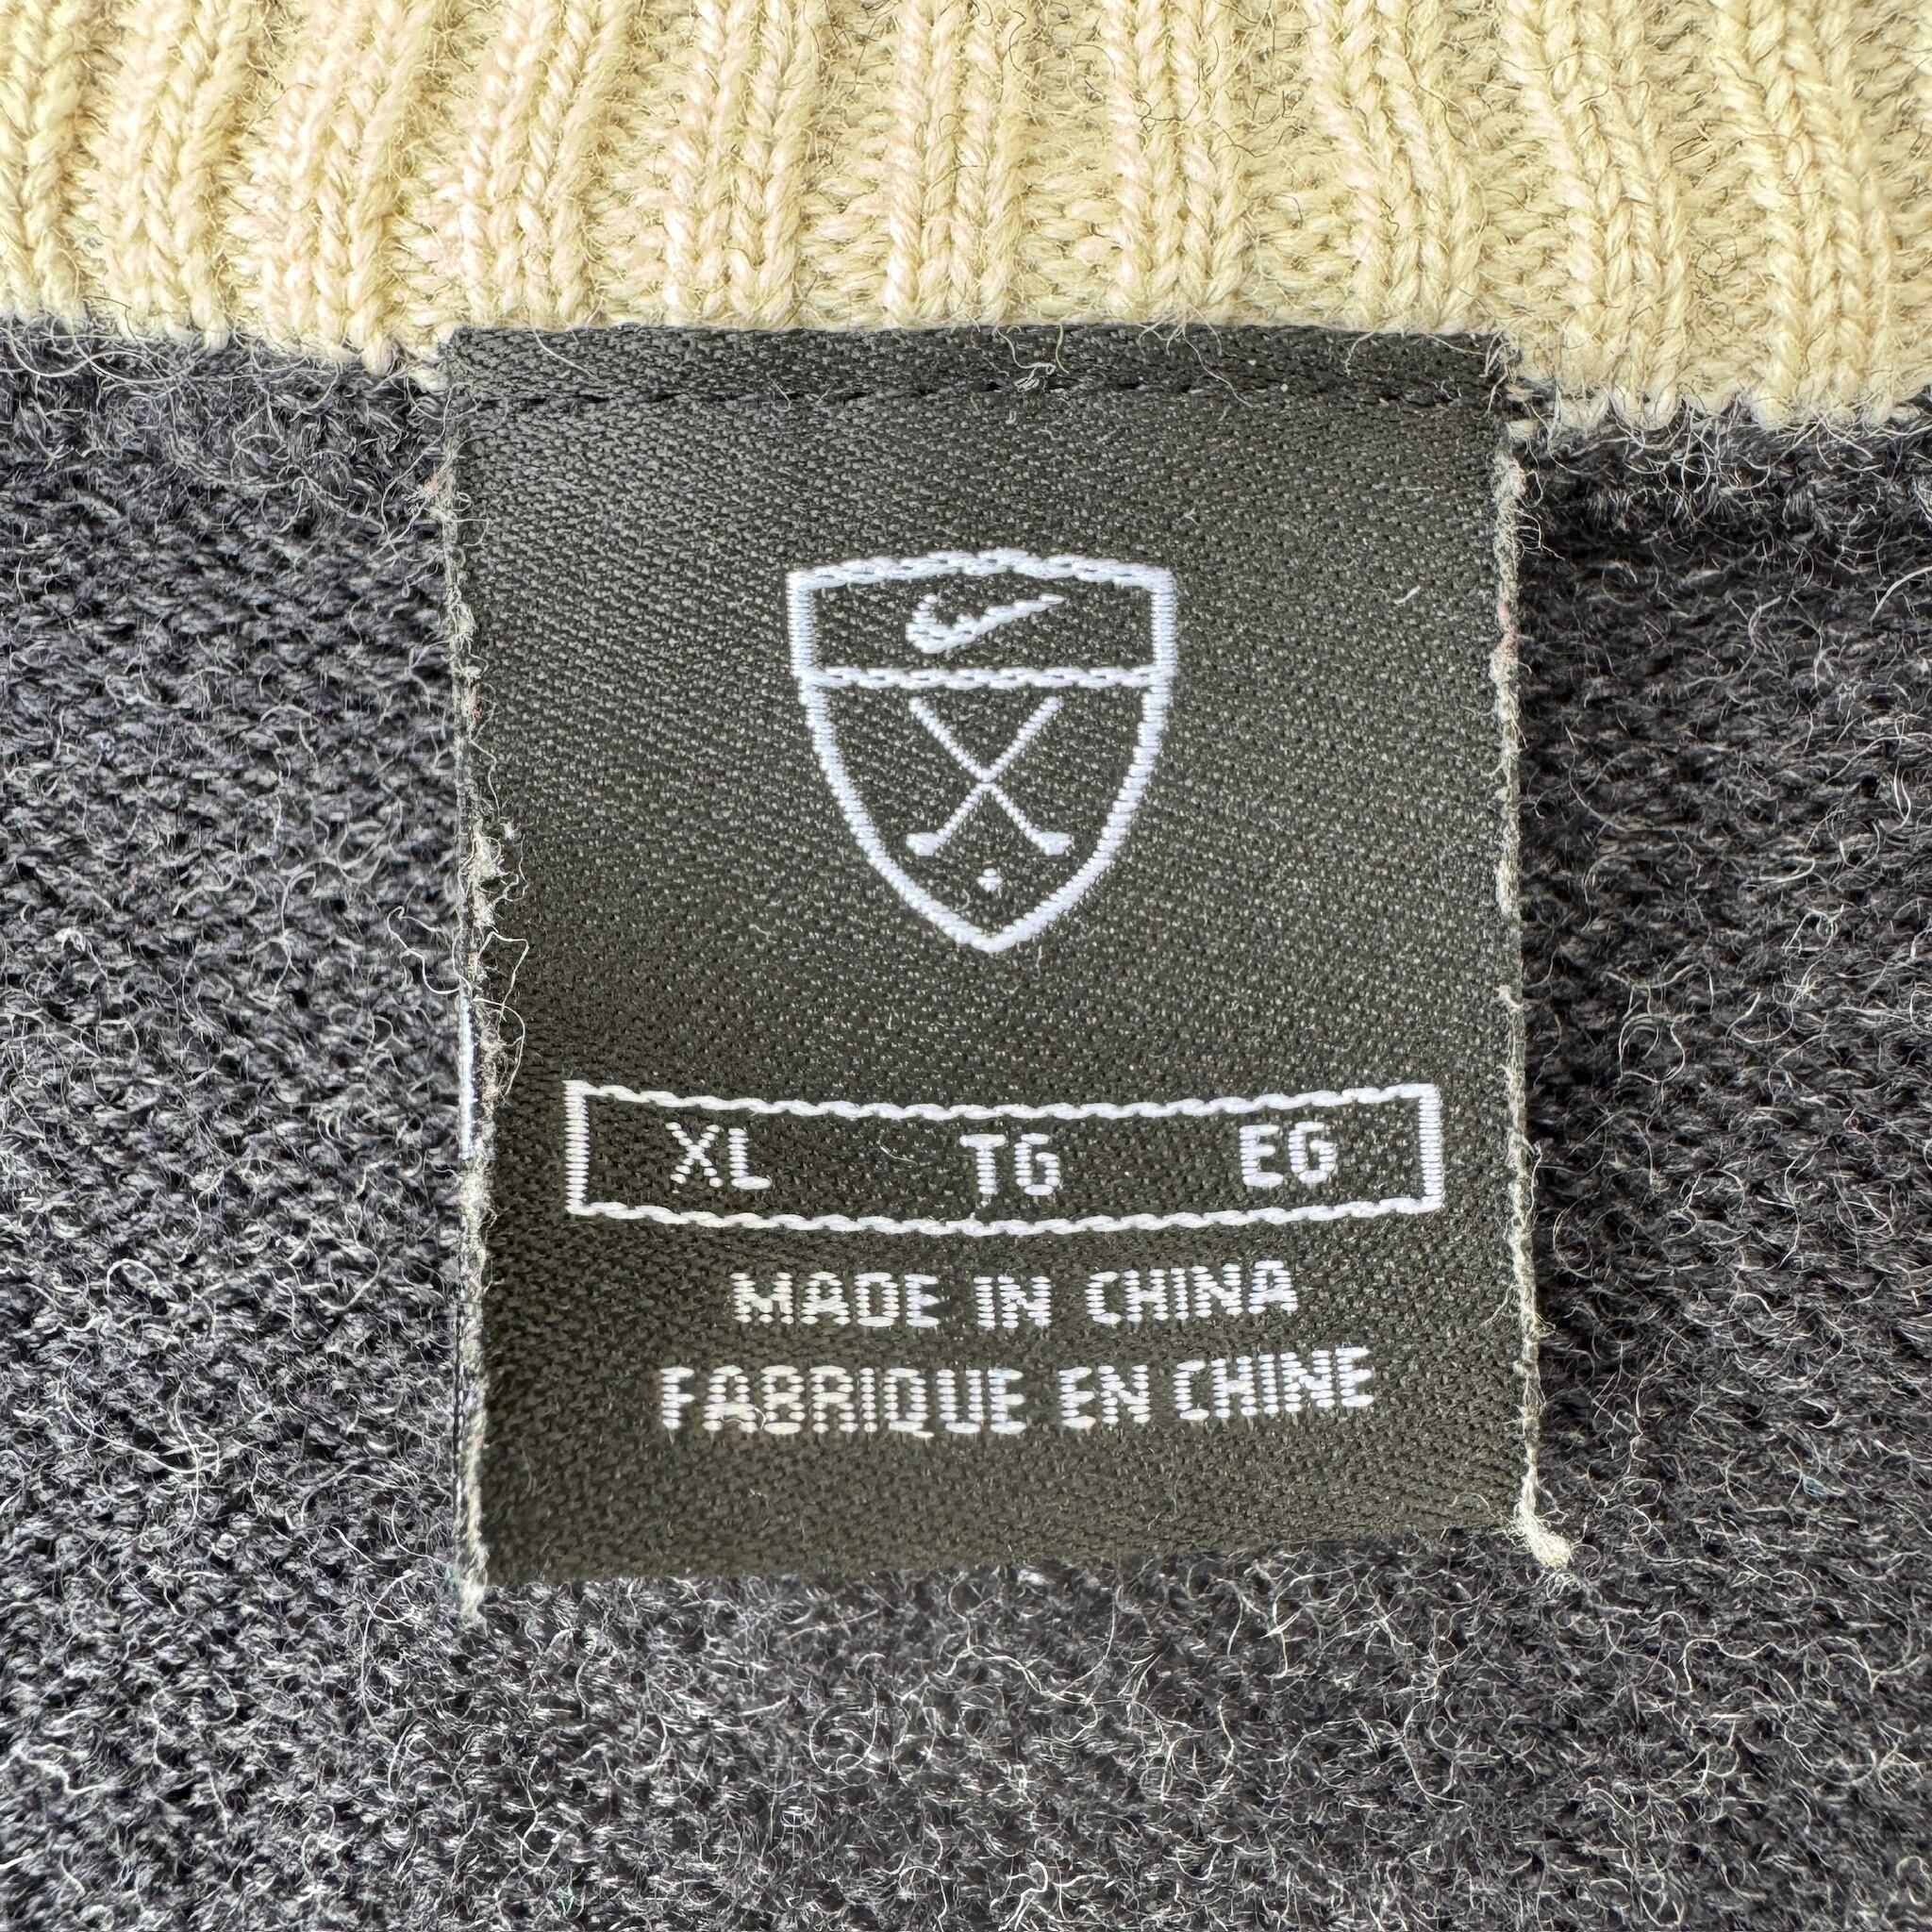 XL TG EG
MADE IN CHINA
FABRIQUE EN CHINE